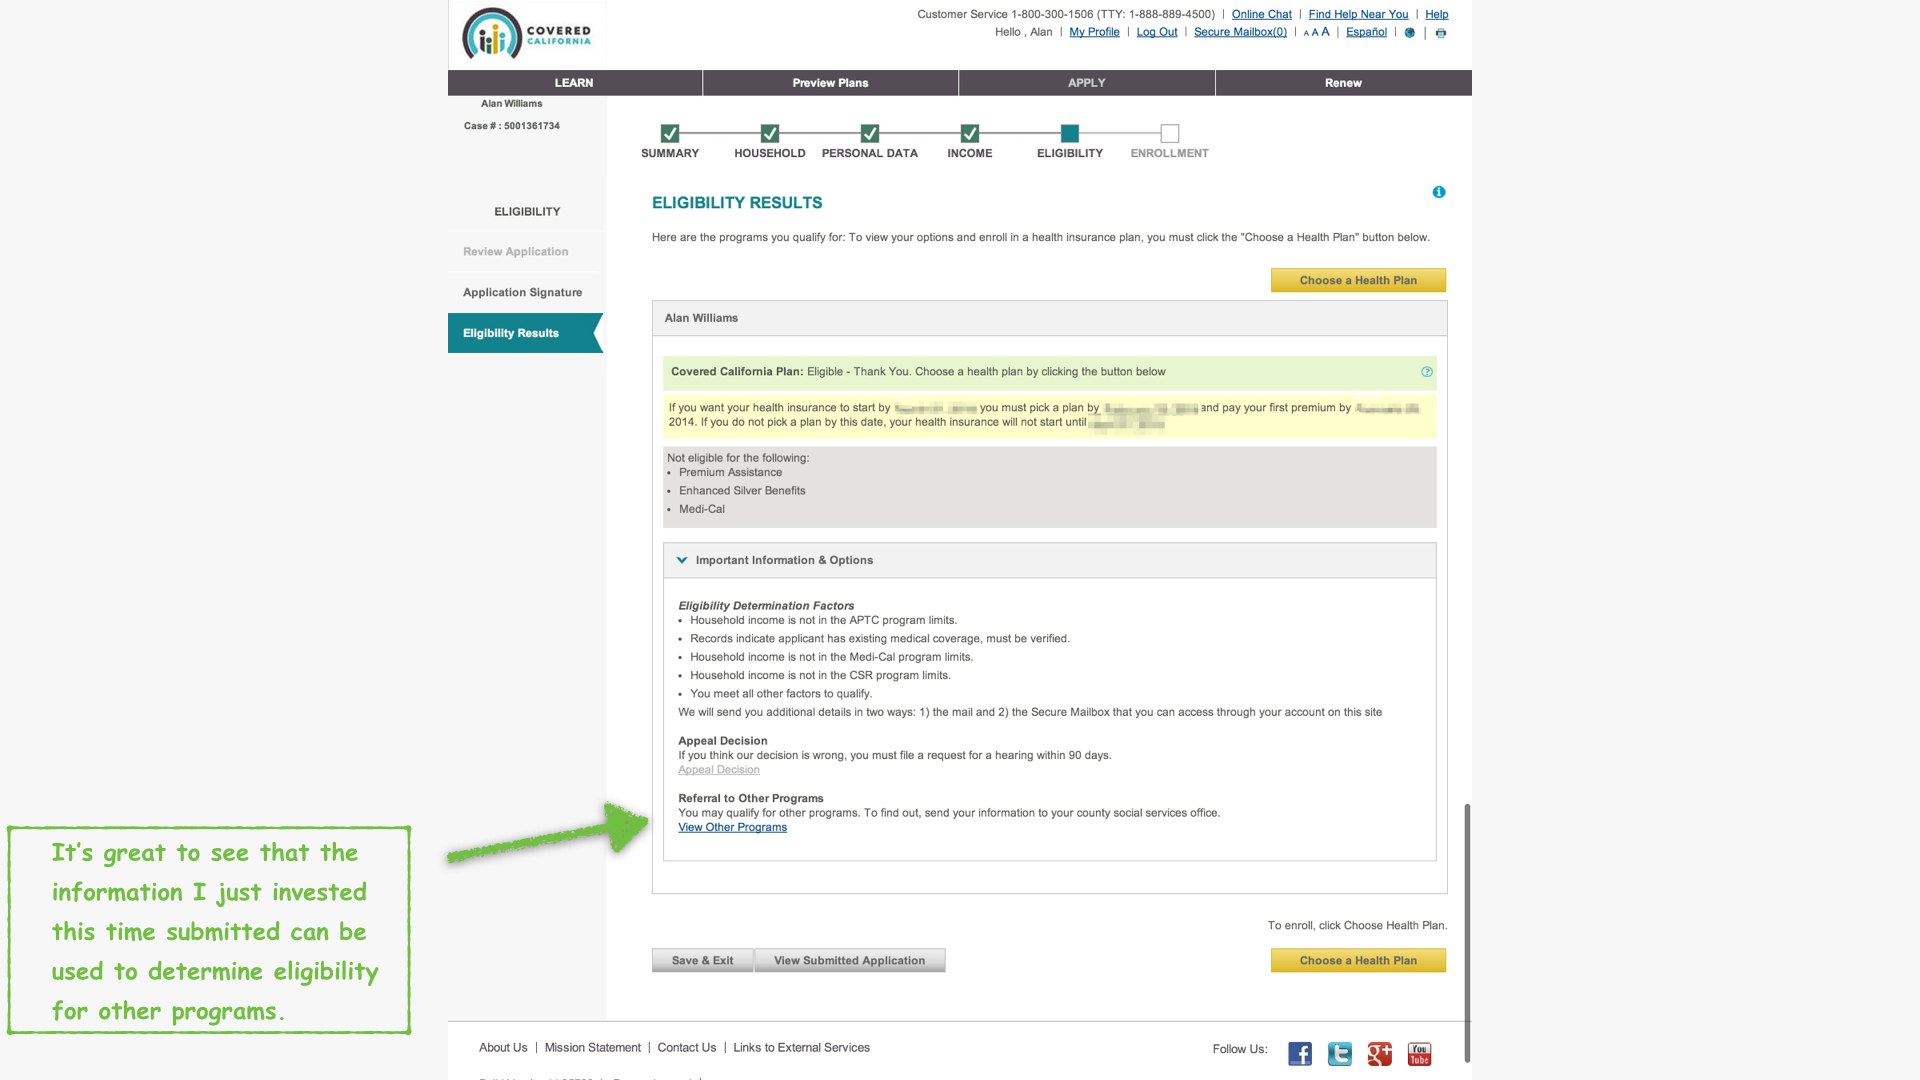 COVERED
CALIFORNIA
Customer Service 1-800-300-1506 (TTY: 1-888-889-4500) | Online Chat | Find Help Near You | Help
Hello , Alan | My Profile | Log Out | Secure Mailbox(0) | A A A | Español |
LEARN Preview Plans APPLY Renew
Alan Williams
Case # : 5001361734
SUMMARY HOUSEHOLD PERSONAL DATA INCOME ELIGIBILITY ENROLLMENT
ELIGIBILITY
Review Application
Application Signature
Eligibility Results
ELIGIBILITY RESULTS
Here are the programs you qualify for: To view your options and enroll in a health insurance plan, you must click the "Choose a Health Plan" button below.
Choose a Health Plan
Alan Williams
Covered California Plan: Eligible - Thank You. Choose a health plan by clicking the button below
If you want your health insurance to start by you must pick a plan by and pay your first premium by
2014. If you do not pick a plan by this date, your health insurance will not start until
Not eligible for the following:
• Premium Assistance
• Enhanced Silver Benefits
• Medi-Cal
Important Information & Options
Eligibility Determination Factors
• Household income is not in the APTC program limits.
• Records indicate applicant has existing medical coverage, must be verified.
• Household income is not in the Medi-Cal program limits.
• Household income is not in the CSR program limits.
• You meet all other factors to qualify.
We will send you additional details in two ways: 1) the mail and 2) the Secure Mailbox that you can access through your account on this site
Appeal Decision
If you think our decision is wrong, you must file a request for a hearing within 90 days.
Appeal Decision
Referral to Other Programs
You may qualify for other programs. To find out, send your information to your county social services office.
View Other Programs
It's great to see that the
information I just invested
this time submitted can be
used to determine eligibility
for other programs.
To enroll, click Choose Health Plan.
Save & Exit View Submitted Application Choose a Health Plan
About Us | Mission Statement | Contact Us | Links to External Services
Follow Us: f t g+ You Tube